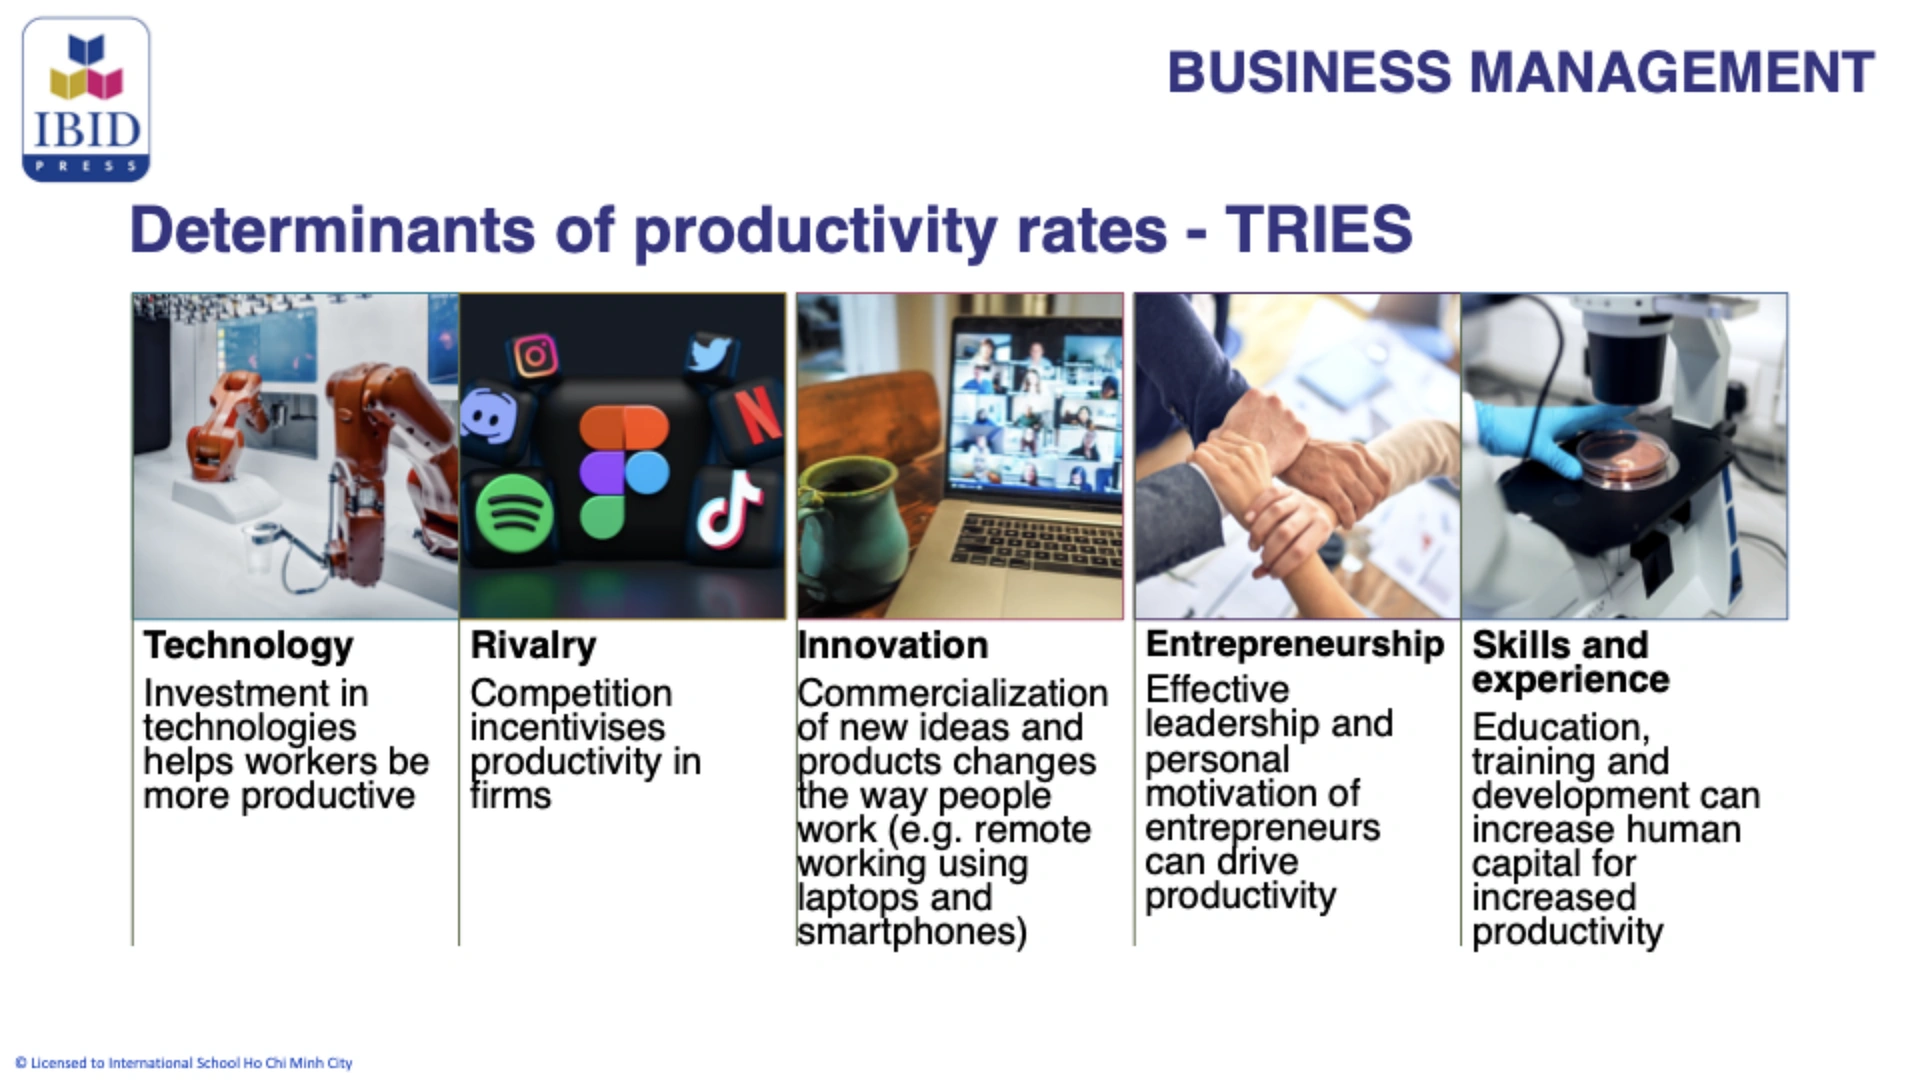 IBID
PRESS
BUSINESS MANAGEMENT
Determinants of productivity rates - TRIES
Technology
Investment in
technologies
helps workers be
more productive
Rivalry
Competition
incentivises
productivity in
firms
Innovation
Commercialization
of new ideas and
products changes
the way people
work (e.g. remote
working using
laptops and
smartphones)
Entrepreneurship
Effective
leadership and
personal
motivation of
entrepreneurs
can drive
productivity
Skills and
experience
Education,
training and
development can
increase human
capital for
increased
productivity
© Licensed to International School Ho Chi Minh City